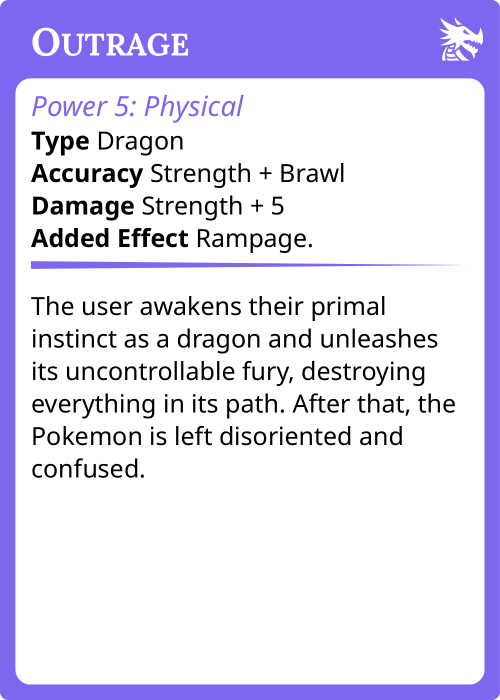 OUTRAGE
Power 5: Physical
Type Dragon
Accuracy Strength + Brawl
Damage Strength + 5
Added Effect Rampage.
The user awakens their primal
instinct as a dragon and unleashes
its uncontrollable fury, destroying
everything in its path. After that, the
Pokemon is left disoriented and
confused.